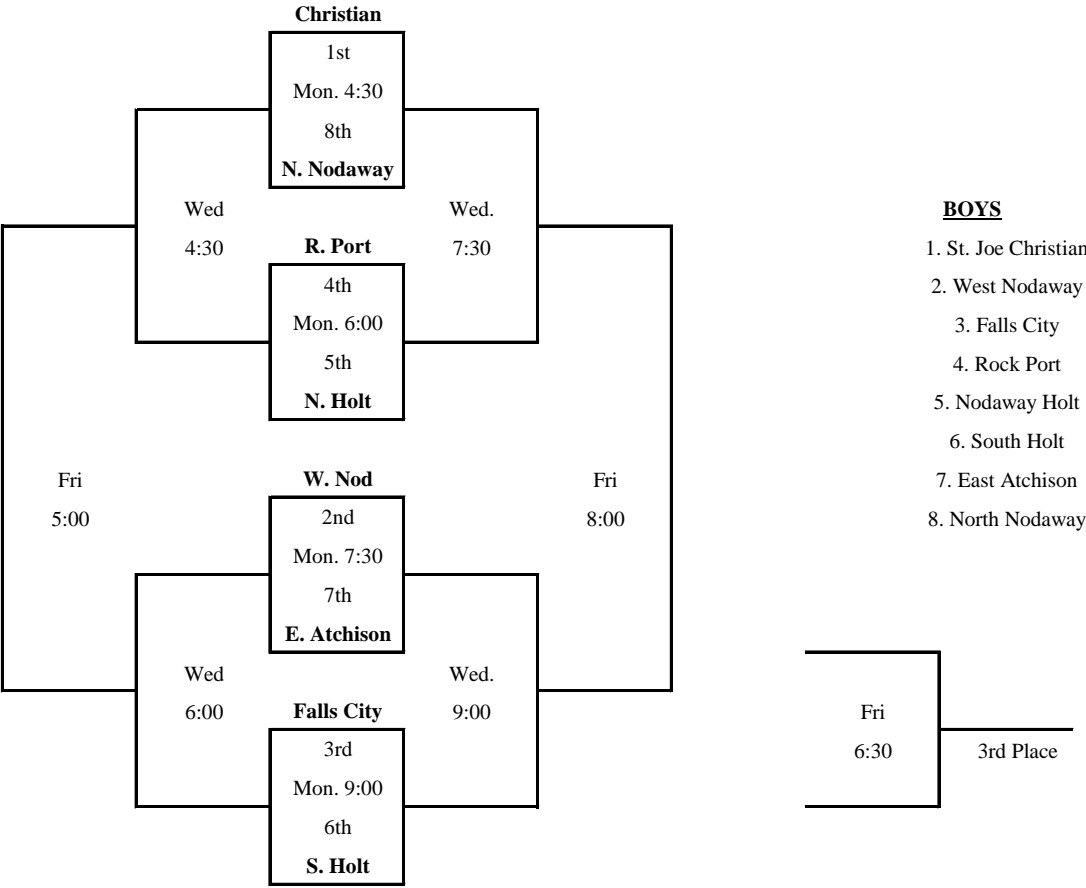 Christian
1st
Mon. 4:30
8th
N. Nodaway
Wed
4:30
Wed.
7:30
R. Port
4th
Mon. 6:00
5th
N. Holt
Fri
5:00
Fri
8:00
W. Nod
2nd
Mon. 7:30
7th
E. Atchison
Wed
6:00
Wed.
9:00
Falls City
3rd
Mon. 9:00
6th
S. Holt
BOYS
1. St. Joe Christian
2. West Nodaway
3. Falls City
4. Rock Port
5. Nodaway Holt
6. South Holt
7. East Atchison
8. North Nodaway
Fri
6:30
3rd Place